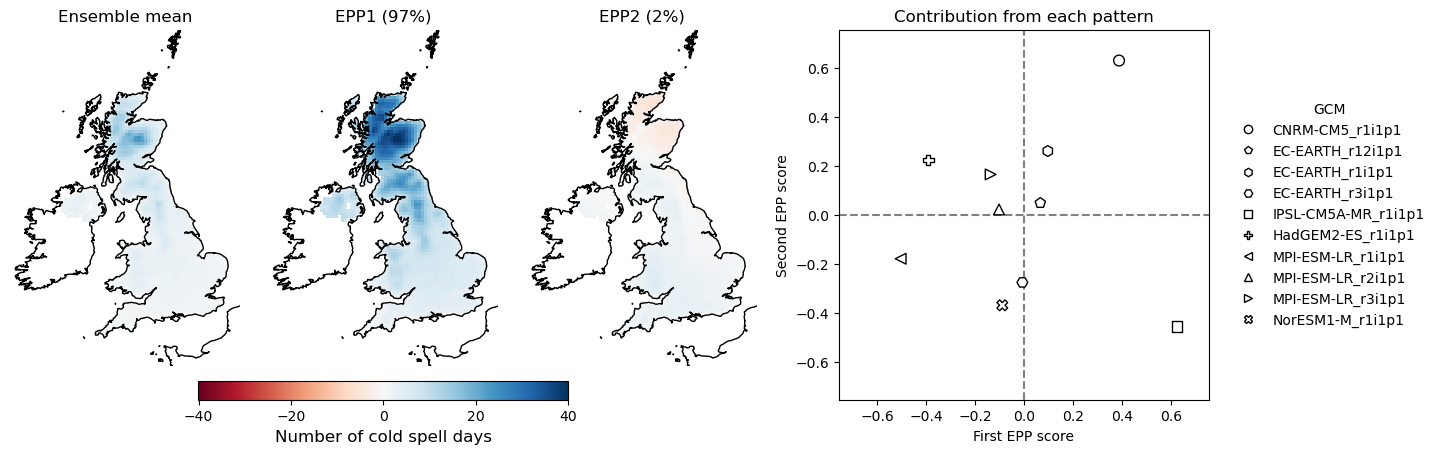 Ensemble mean
EPP1 (97%)
EPP2 (2%)
−40
−20
0
20
40
Number of cold spell days
Contribution from each pattern
Second EPP score
0.6
0.4
0.2
0.0
−0.2
−0.4
−0.6
−0.6
−0.4
−0.2
0.0
0.2
0.4
0.6
First EPP score
GCM
CNRM-CM5_r1i1p1
EC-EARTH_r12i1p1
EC-EARTH_r1i1p1
EC-EARTH_r3i1p1
IPSL-CM5A-MR_r1i1p1
HadGEM2-ES_r1i1p1
MPI-ESM-LR_r1i1p1
MPI-ESM-LR_r2i1p1
MPI-ESM-LR_r3i1p1
NorESM1-M_r1i1p1